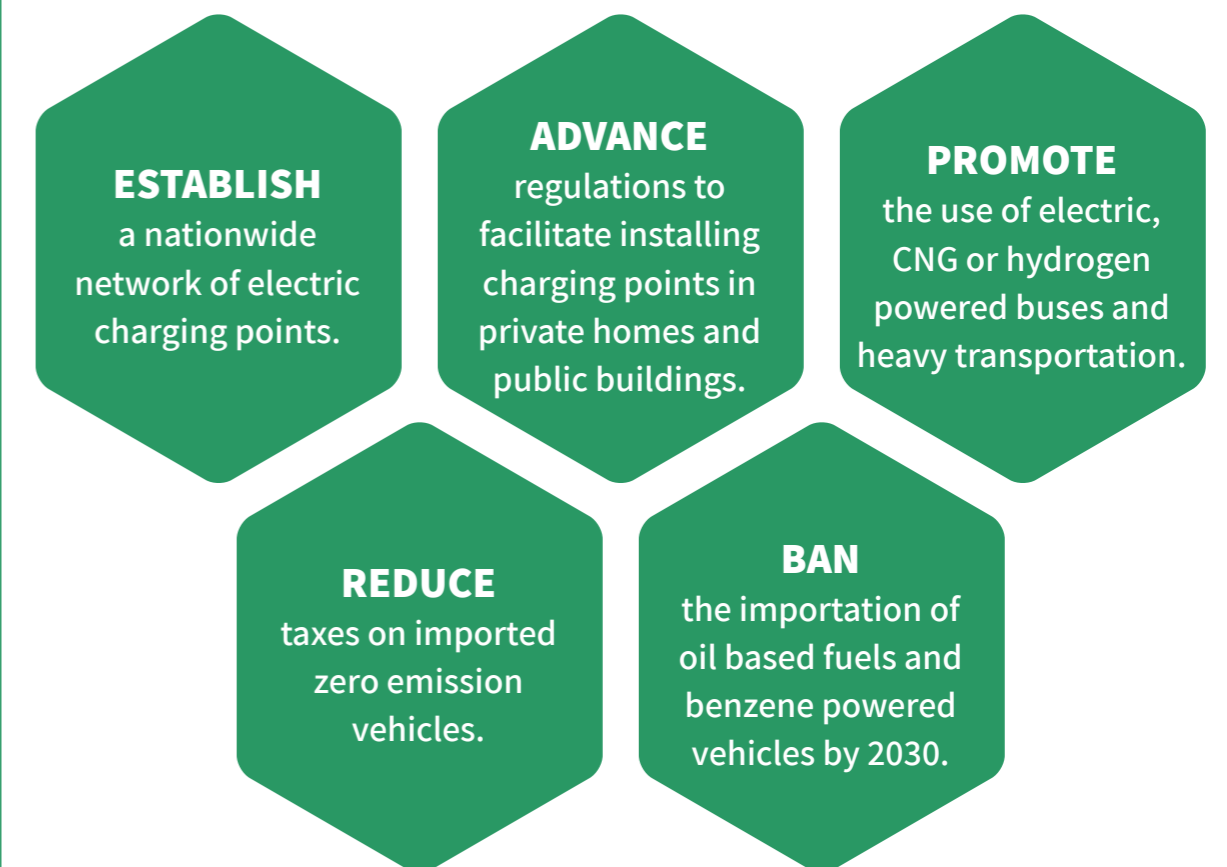 ESTABLISH
a nationwide
network of electric
charging points.
ADVANCE
regulations to
facilitate installing
charging points in
private homes and
public buildings.
PROMOTE
the use of electric,
CNG or hydrogen
powered buses and
heavy transportation.
REDUCE
taxes on imported
zero emission
vehicles.
BAN
the importation of
oil based fuels and
benzene powered
vehicles by 2030.